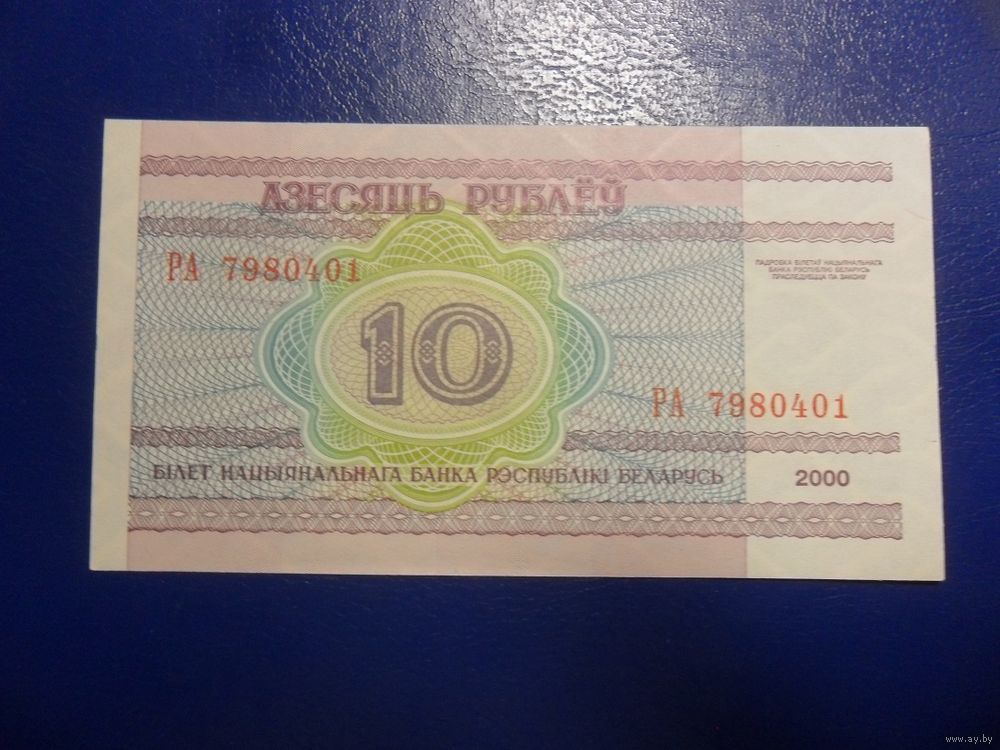 ДЗЕСЯЦЬ РУБЛЁЎ
РА 7980401
ПАДРОБКА БІЛЕТАЎ НАЦЫЯНАЛЬНАГА
БАНКА РЭСПУБЛІКІ БЕЛАРУСЬ
ПРАСЛЕДУЕЦЦА ПА ЗАКОНУ
10
РА 7980401
БІЛЕТ НАЦЫЯНАЛЬНАГА БАНКА РЭСПУБЛІКІ БЕЛАРУСЬ
2000
www.ay.by